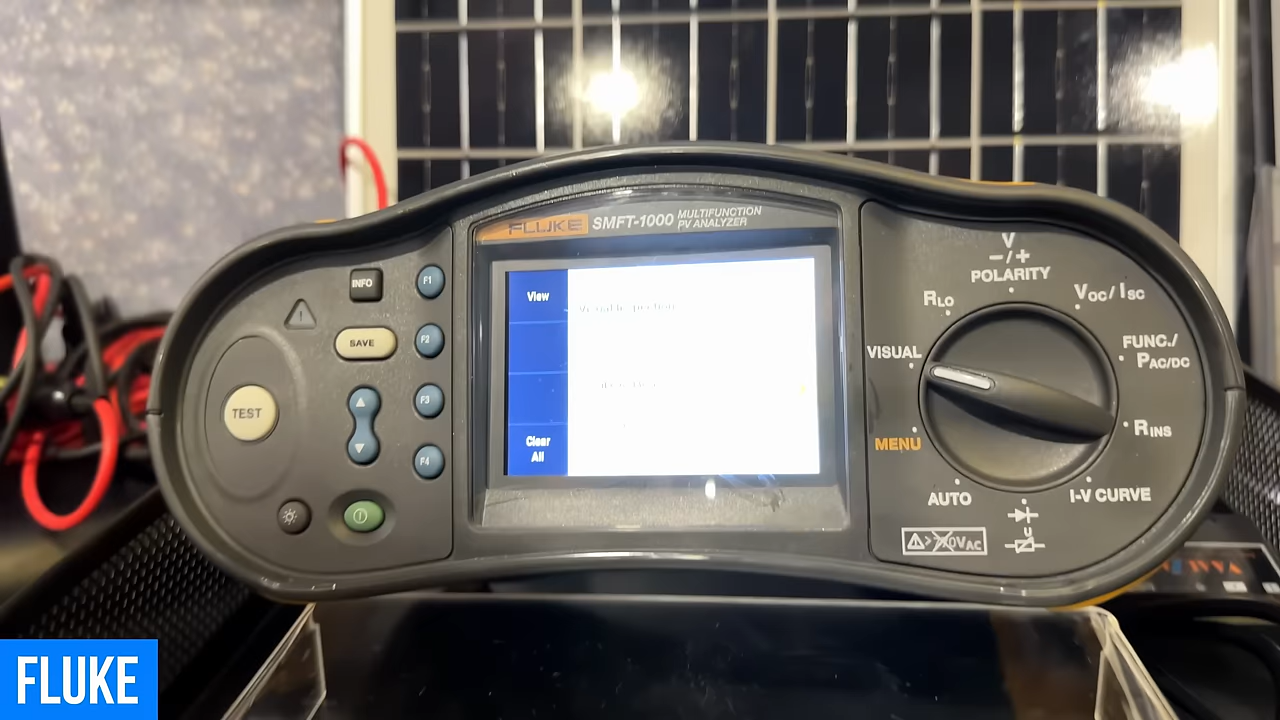 FLUKE SMFT-1000 MULTIFUNCTION
PV ANALYZER
INFO
F1
SAVE
F2
TEST
F3
F4
View
Clear
All
V
- / +
POLARITY
RLO
VOC / ISC
VISUAL
FUNC./
PAC/DC
MENU
RINS
AUTO
I-V CURVE
U
FLUKE